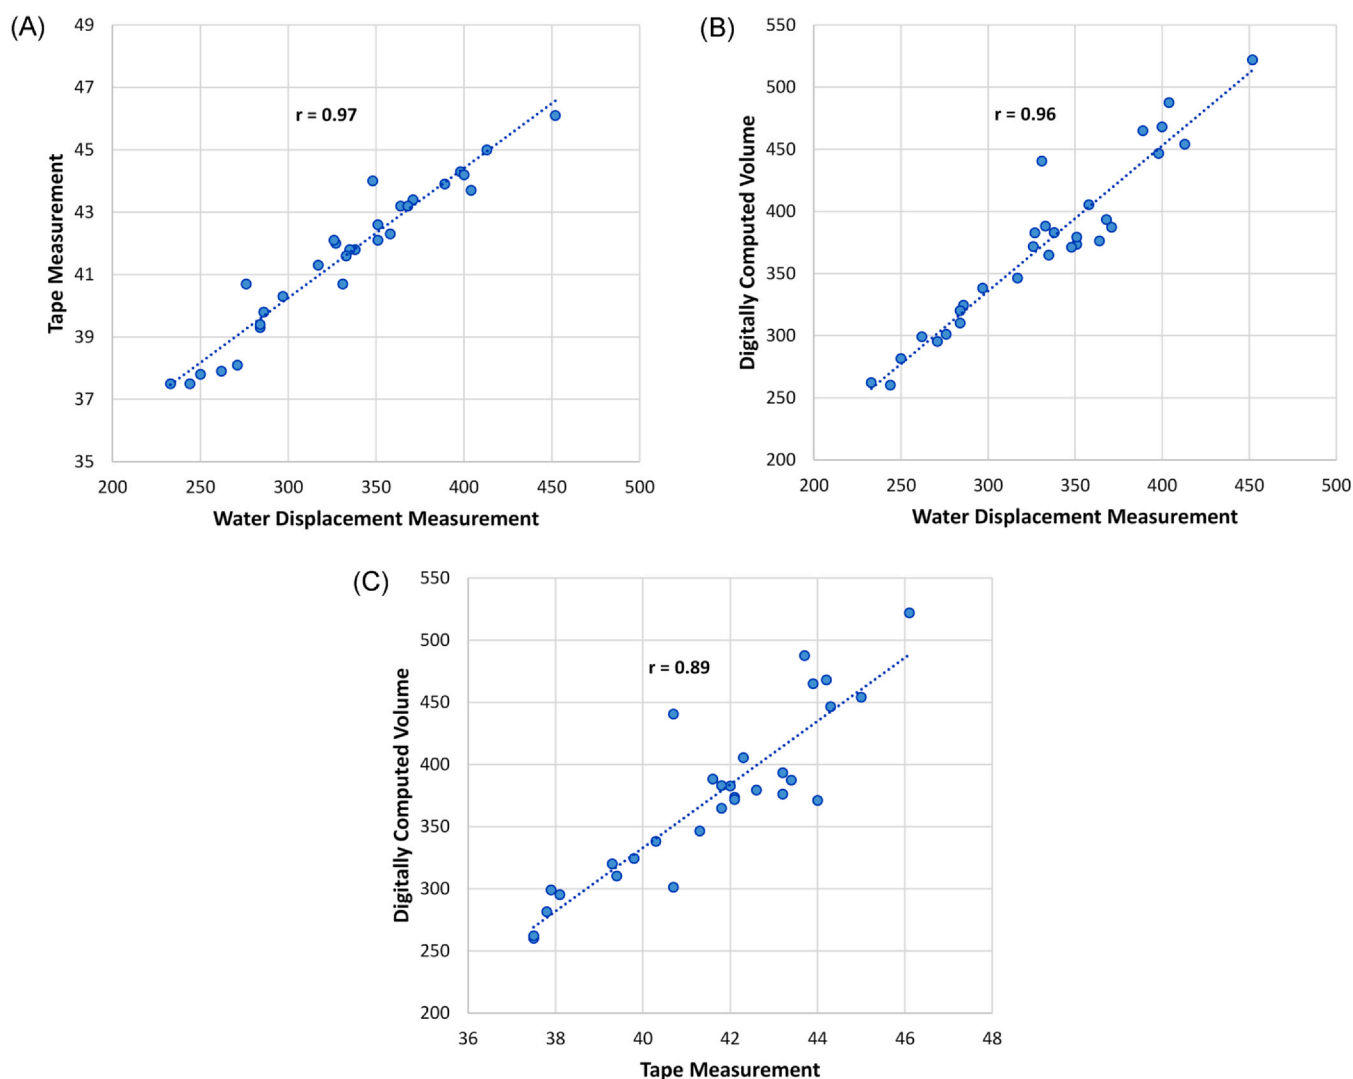 (A)
49
47
45
43
41
39
37
35
r = 0.97
Tape Measurement
200 250 300 350 400 450 500
Water Displacement Measurement
(B)
550
500
450
400
350
300
250
200
r = 0.96
Digitally Computed Volume
200 250 300 350 400 450 500
Water Displacement Measurement
(C)
550
500
450
400
350
300
250
200
r = 0.89
Digitally Computed Volume
36 38 40 42 44 46 48
Tape Measurement